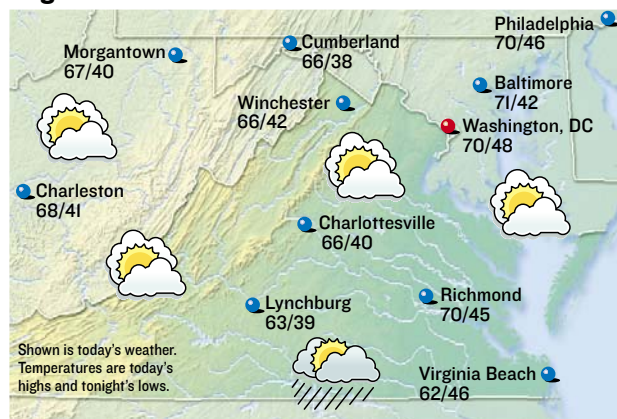 Philadelphia
70/46
Morgantown
67/40
Cumberland
66/38
Baltimore
71/42
Winchester
66/42
Washington, DC
70/48
Charleston
68/41
Charlottesville
66/40
Lynchburg
63/39
Richmond
70/45
Shown is today's weather.
Temperatures are today's
highs and tonight's lows.
Virginia Beach
62/46